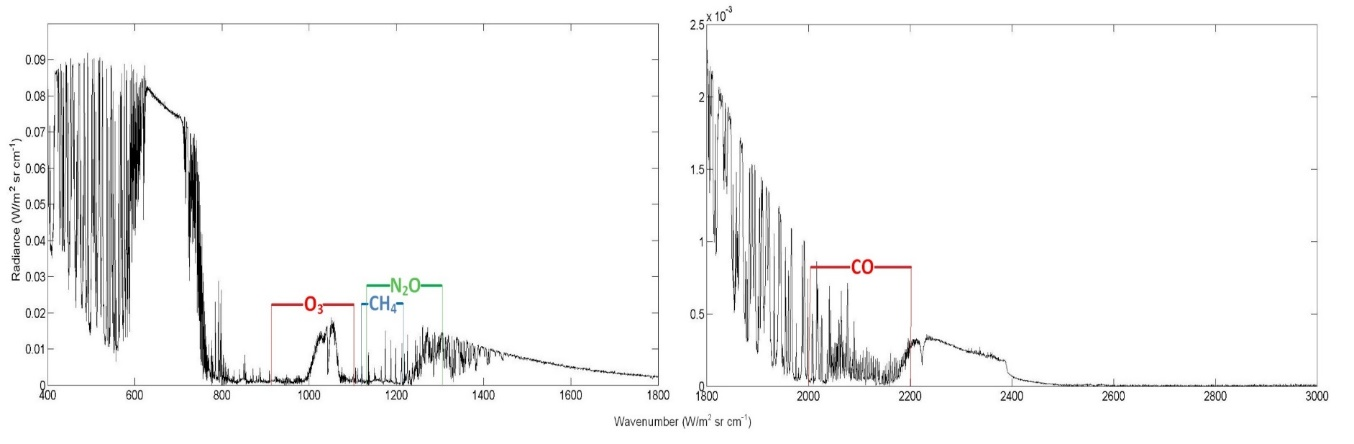 2.5 x 10⁻³
0.09
0.08
0.07
0.06
0.05
0.04
0.03
0.02
0.01
0
Radiance (W/m² sr cm⁻¹)
N₂O
O₃
CH₄
400 600 800 1000 1200 1400 1600 1800
2
1.5
1
0.5
0
CO
1800 2000 2200 2400 2600 2800 3000
Wavenumber (W/m² sr cm⁻¹)